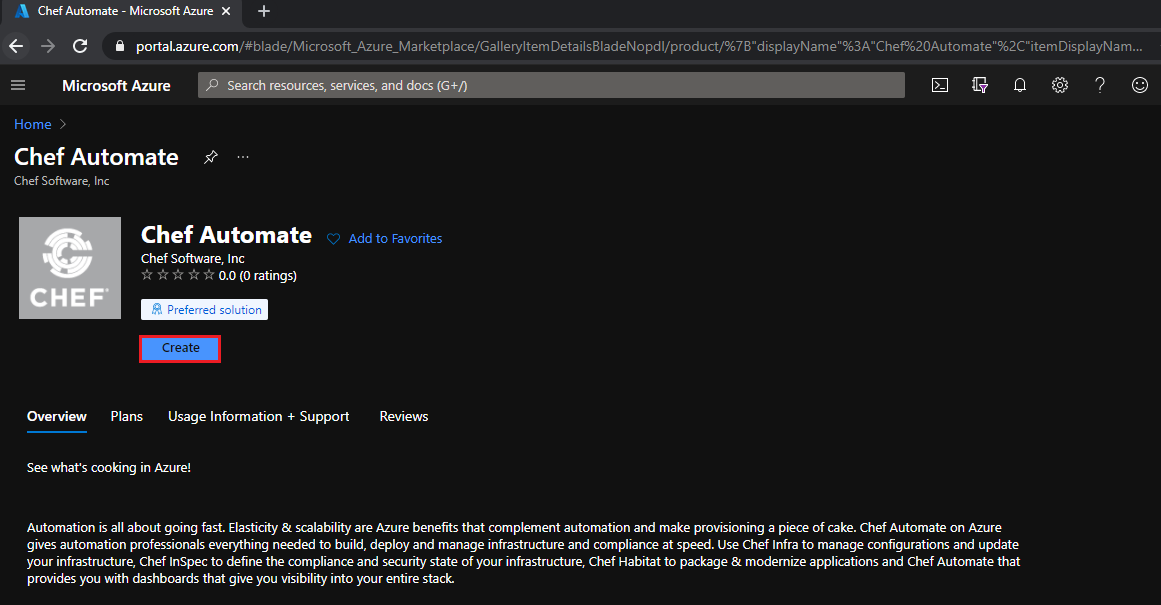 Chef Automate - Microsoft Azure
portal.azure.com/#blade/Microsoft_Azure_Marketplace/GalleryItemDetailsBladeNopdl/product/%7B"displayName"%3A"Chef%20Automate"%2C"itemDisplayNam...
Microsoft Azure
Search resources, services, and docs (G+/)
Home
Chef Automate
Chef Software, Inc
CHEF
Chef Automate
Add to Favorites
Chef Software, Inc
0.0 (0 ratings)
Preferred solution
Create
Overview Plans Usage Information + Support Reviews
See what's cooking in Azure!
Automation is all about going fast. Elasticity & scalability are Azure benefits that complement automation and make provisioning a piece of cake. Chef Automate on Azure
gives automation professionals everything needed to build, deploy and manage infrastructure and compliance at speed. Use Chef Infra to manage configurations and update
your infrastructure, Chef InSpec to define the compliance and security state of your infrastructure, Chef Habitat to package & modernize applications and Chef Automate that
provides you with dashboards that give you visibility into your entire stack.